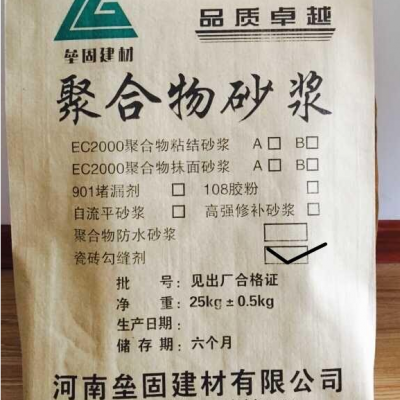 品质卓越
垒固建材
聚合物砂浆
EC2000聚合物粘结砂浆 A□ B□
EC2000聚合物抹面砂浆 A□ B□
901堵漏剂 □ 108胶粉 □
自流平砂浆 □ 高强修补砂浆 □
聚合物防水砂浆
瓷砖勾缝剂
批 号：见出厂合格证
净 重：25kg±0.5kg
生产日期：
储 存 期：六个月
河南垒固建材有限公司